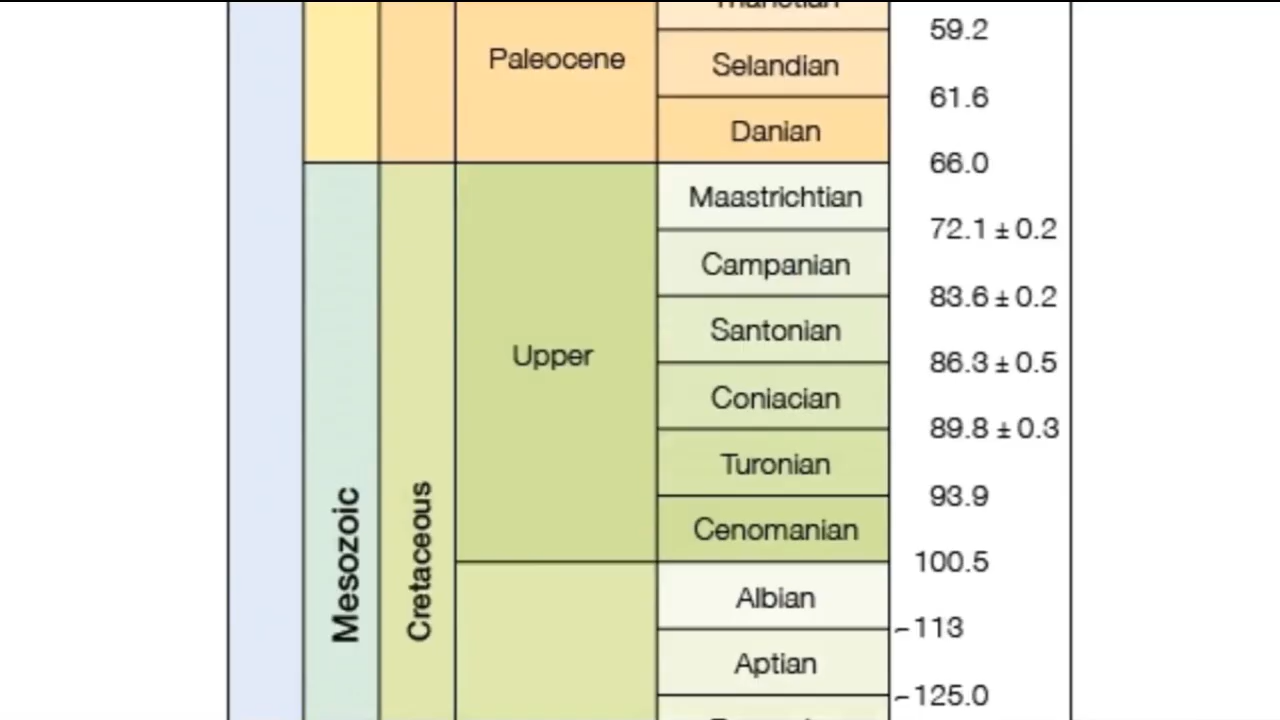 59.2
Paleocene
Selandian
61.6
Danian
66.0
Maastrichtian
72.1 ± 0.2
Campanian
83.6 ± 0.2
Santonian
Upper
86.3 ± 0.5
Coniacian
89.8 ± 0.3
Turonian
93.9
Cenomanian
Mesozoic
Cretaceous
100.5
Albian
~113
Aptian
~125.0